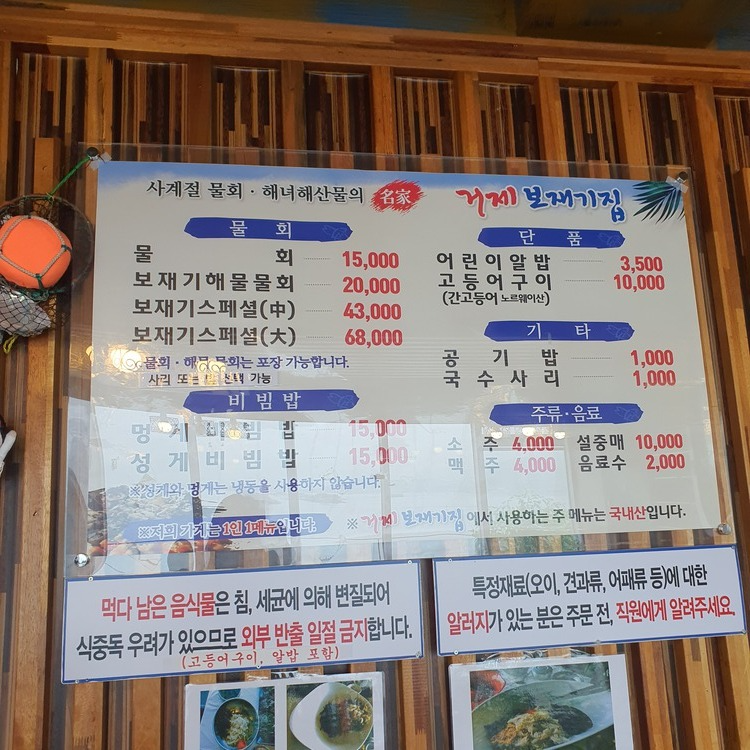 사계절 물회 · 해녀해산물의 名家
거제 보재기집
물 회
물 회 15,000
보재기해물물회 20,000
보재기스페셜(中) 43,000
보재기스페셜(大) 68,000
물회 · 해물 물회는 포장 가능합니다.
사리 또는 선택 가능
비빔밥
멍게비빔밥 15,000
성게비빔밥 15,000
※성게와 멍게는 냉동을 사용하지 않습니다.
※저희 가게는 1인 1메뉴입니다.
단 품
어린이알밥 3,500
고등어구이 10,000
(간고등어 노르웨이산)
기 타
공 기 밥 1,000
국 수 사 리 1,000
주류·음료
소 주 4,000 설중매 10,000
맥 주 4,000 음료수 2,000
※ 거제 보재기집에서 사용하는 주 메뉴는 국내산입니다.
먹다 남은 음식물은 침, 세균에 의해 변질되어
식중독 우려가 있으므로 외부 반출 일절 금지합니다.
(고등어구이, 알밥 포함)
특정재료(오이, 견과류, 어패류 등)에 대한
알러지가 있는 분은 주문 전, 직원에게 알려주세요.